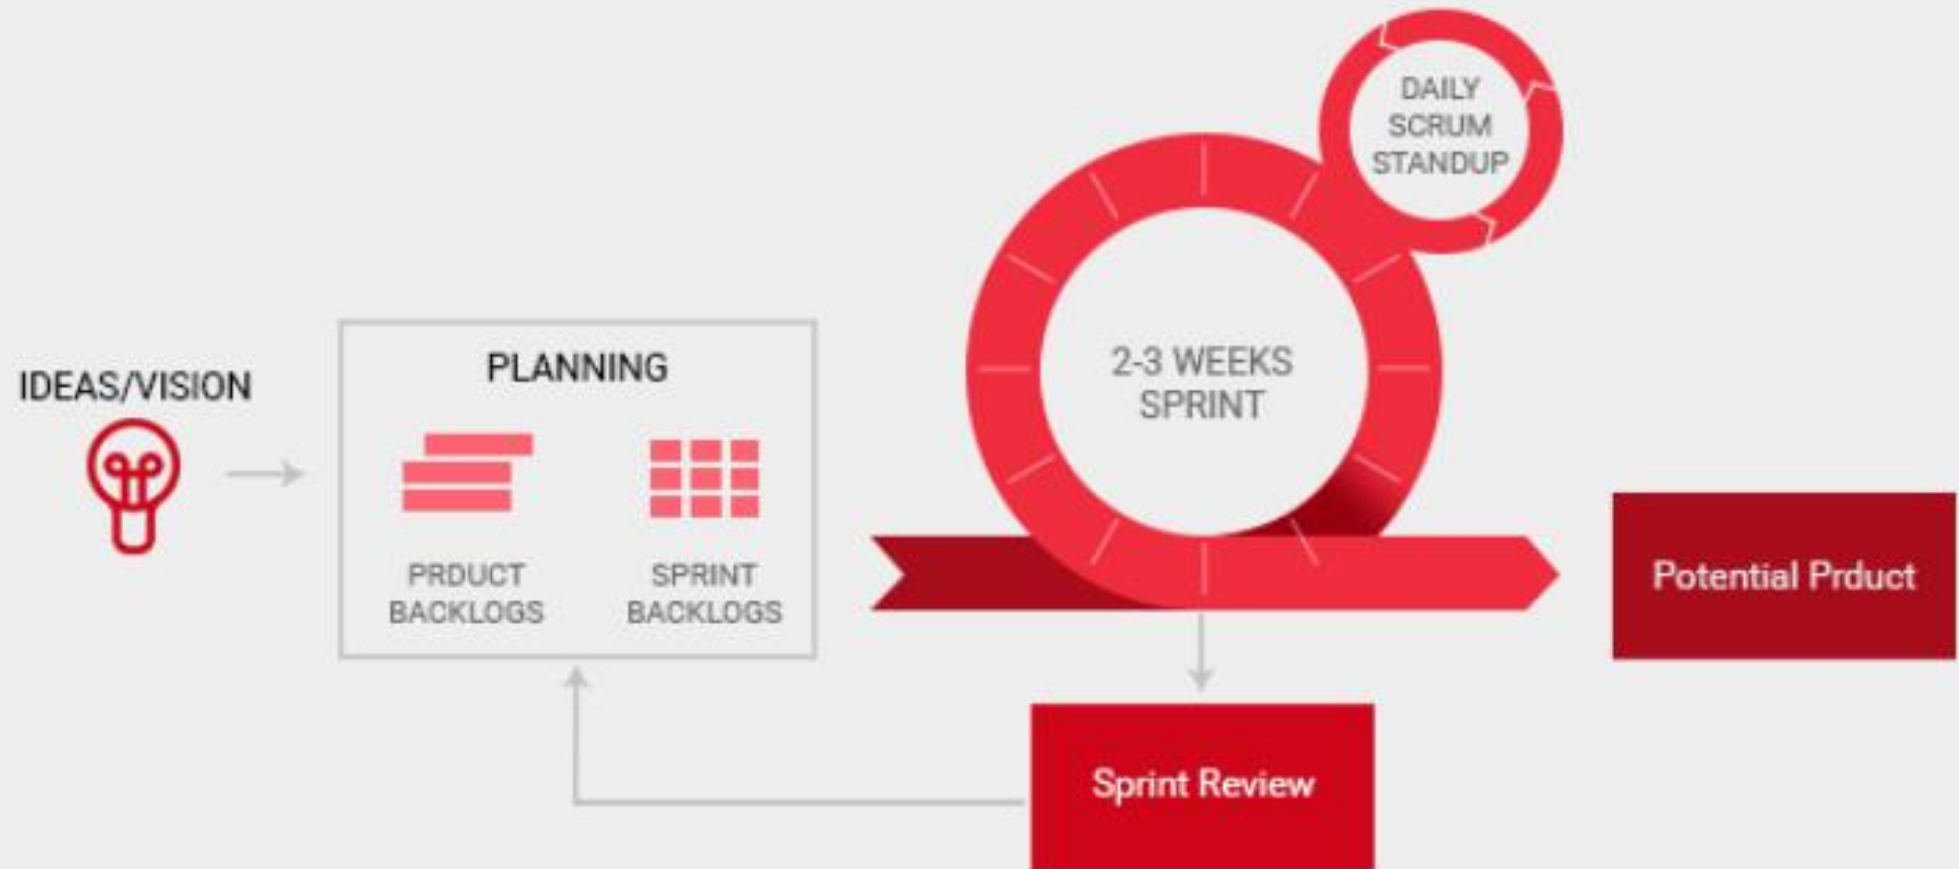 IDEAS/VISION
PLANNING
PRDUCT
BACKLOGS
SPRINT
BACKLOGS
2-3 WEEKS
SPRINT
DAILY
SCRUM
STANDUP
Potential Prduct
Sprint Review